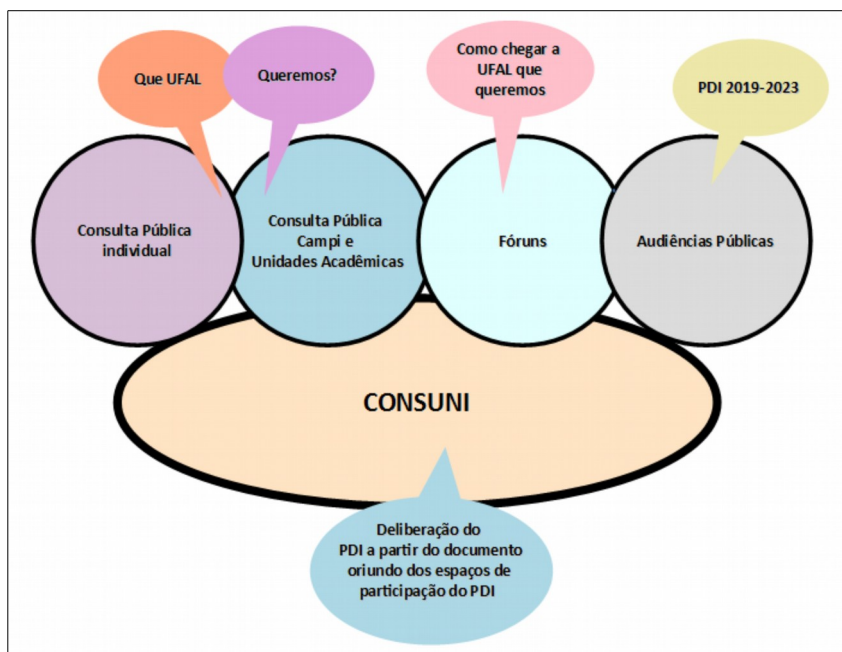 Que UFAL
Queremos?
Como chegar a
UFAL que
queremos
PDI 2019-2023
Consulta Pública
individual
Consulta Pública
Campi e
Unidades Acadêmicas
Fóruns
Audiências Públicas
CONSUNI
Deliberação do
PDI a partir do documento
oriundo dos espaços de
participação do PDI